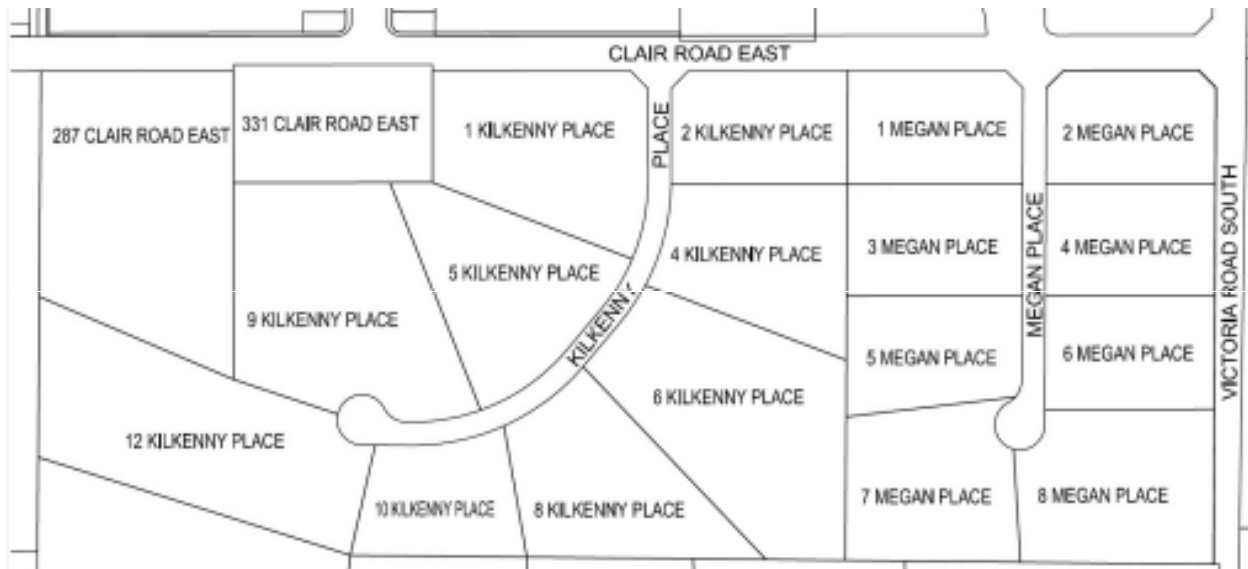 CLAIR ROAD EAST
287 CLAIR ROAD EAST
331 CLAIR ROAD EAST
1 KILKENNY PLACE
PLACE
2 KILKENNY PLACE
1 MEGAN PLACE
2 MEGAN PLACE
5 KILKENNY PLACE
4 KILKENNY PLACE
3 MEGAN PLACE
MEGAN PLACE
4 MEGAN PLACE
VICTORIA ROAD SOUTH
9 KILKENNY PLACE
KILKENNY
5 MEGAN PLACE
6 MEGAN PLACE
6 KILKENNY PLACE
12 KILKENNY PLACE
10 KILKENNY PLACE
8 KILKENNY PLACE
7 MEGAN PLACE
8 MEGAN PLACE